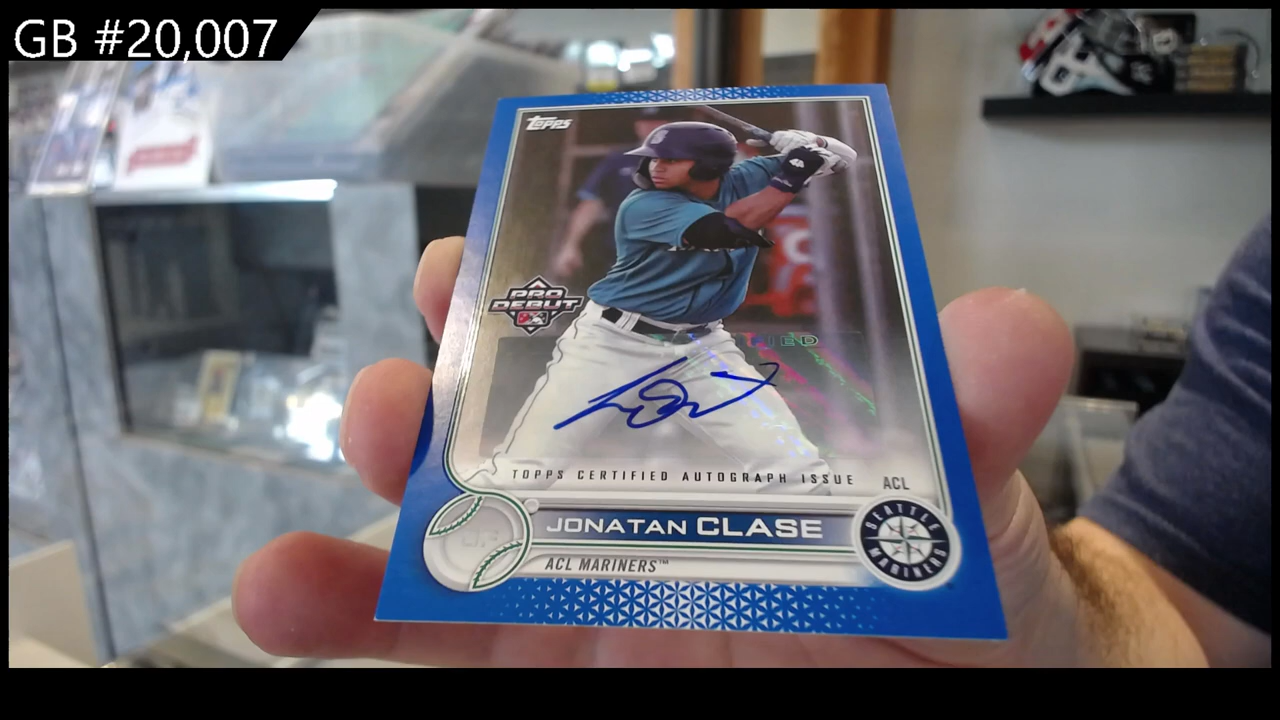 GB #20,007
TOPPS
PRO
DEBUT
TOPPS CERTIFIED AUTOGRAPH ISSUE
ACL
JONATAN CLASE
SEATTLE
MARINERS
ACL MARINERS™